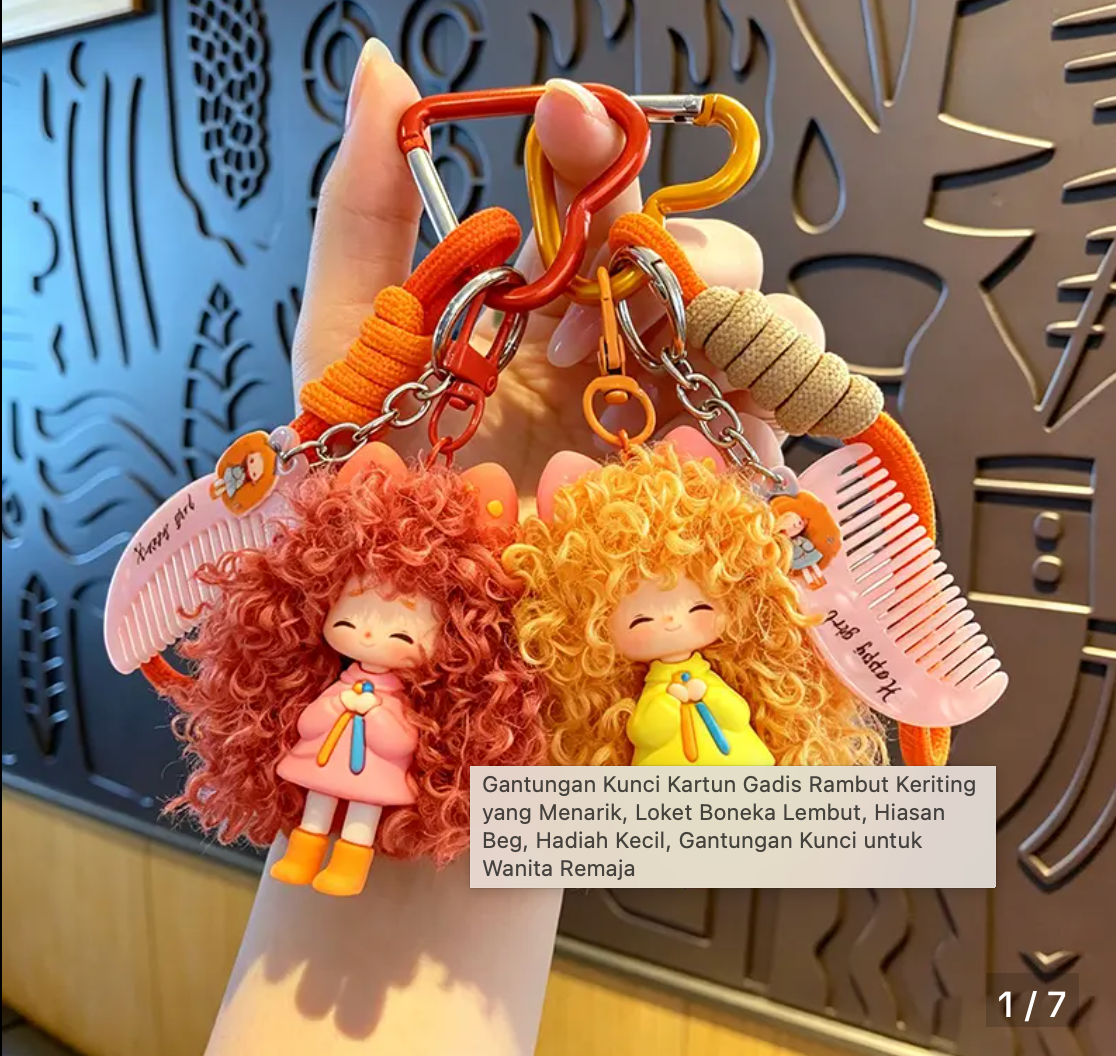 Happy girl
Happy girl
Gantungan Kunci Kartun Gadis Rambut Keriting
yang Menarik, Loket Boneka Lembut, Hiasan
Beg, Hadiah Kecil, Gantungan Kunci untuk
Wanita Remaja
1 / 7